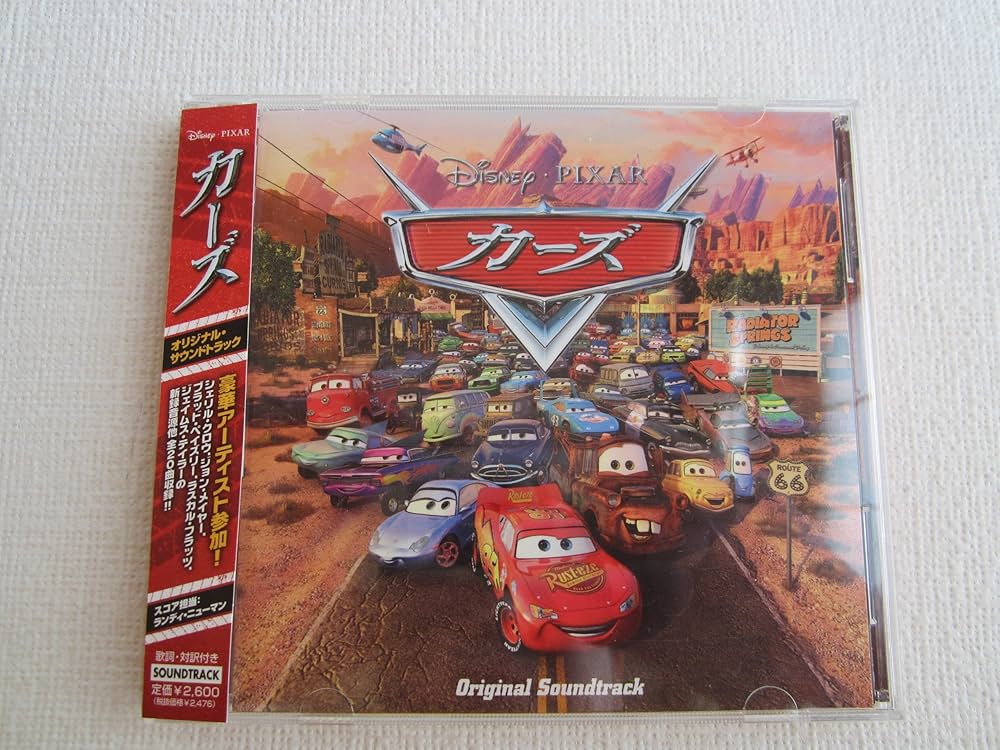 Disney · PIXAR
カーズ
オリジナル・
サウンドトラック
豪華アーティスト参加!
シェリル・クロウ、ジョン・メイヤー、
ブラッド・ペイズリー、ラスカル・フラッツ、
ジェイムス・テイラーの
新録音源他 全20曲収録!!
スコア担当:
ランディ・ニューマン
歌詞・対訳付き
SOUNDTRACK
定価¥2,600
(税抜価格¥2,476)
Disney · PIXAR
カーズ
RADIATOR
SPRINGS
ROUTE
66
Rust-eze
Original Soundtrack